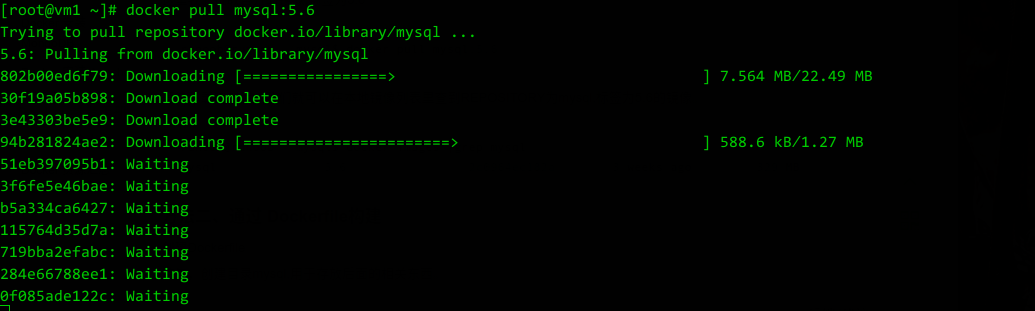 [root@vm1 ~]# docker pull mysql:5.6
Trying to pull repository docker.io/library/mysql ...
5.6: Pulling from docker.io/library/mysql
802b00ed6f79: Downloading [================>                                  ] 7.564 MB/22.49 MB
30f19a05b898: Download complete
3e43303be5e9: Download complete
94b281824ae2: Downloading [=======================>                           ] 588.6 kB/1.27 MB
51eb397095b1: Waiting
3f6fe5e46bae: Waiting
b5a334ca6427: Waiting
115764d35d7a: Waiting
719bba2efabc: Waiting
284e66788ee1: Waiting
0f085ade122c: Waiting